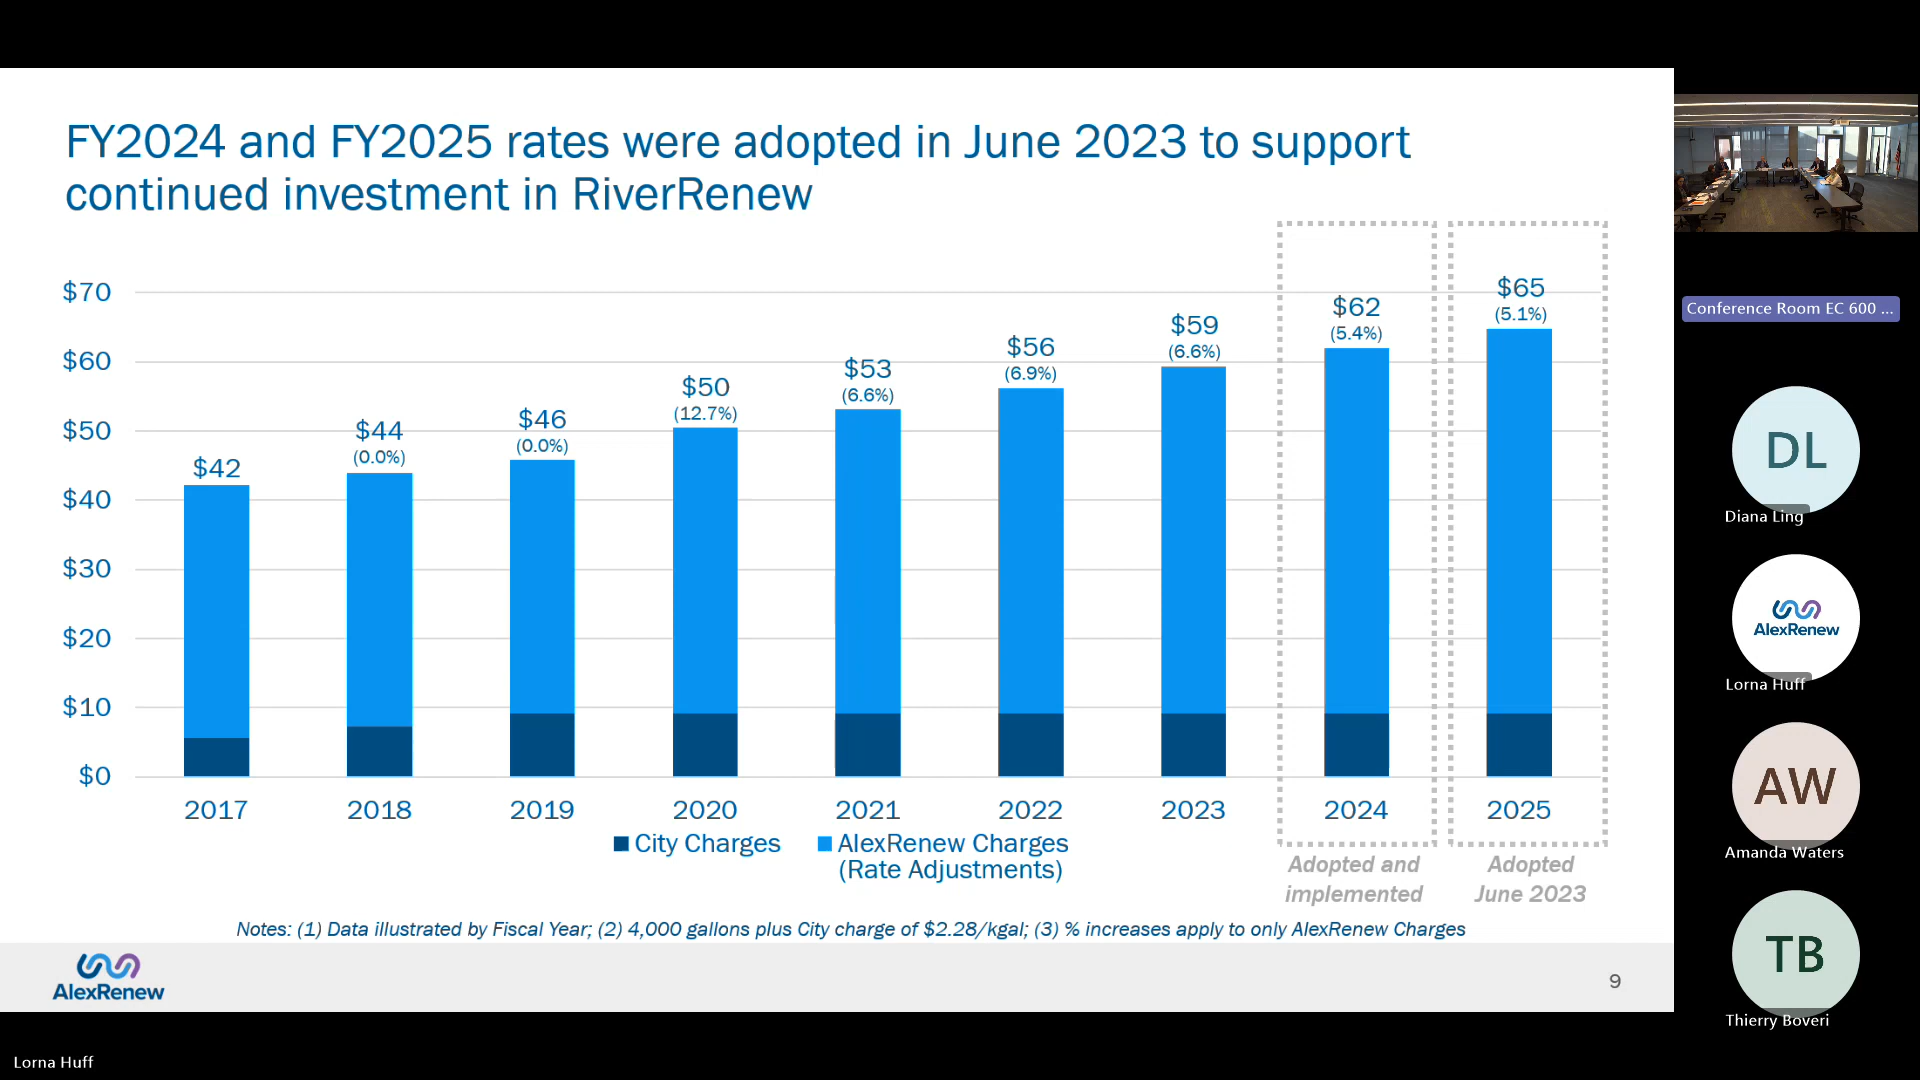 FY2024 and FY2025 rates were adopted in June 2023 to support
continued investment in RiverRenew
$70
$60
$50
$40
$30
$20
$10
$0
$42
$44
(0.0%)
$46
(0.0%)
$50
(12.7%)
$53
(6.6%)
$56
(6.9%)
$59
(6.6%)
$62
(5.4%)
$65
(5.1%)
2017
2018
2019
2020
2021
2022
2023
2024
2025
City Charges
AlexRenew Charges
(Rate Adjustments)
Adopted and
implemented
Adopted
June 2023
Notes: (1) Data illustrated by Fiscal Year; (2) 4,000 gallons plus City charge of $2.28/kgal; (3) % increases apply to only AlexRenew Charges
AlexRenew
9
Conference Room EC 600 ...
DL
Diana Ling
AlexRenew
Lorna Huff
AW
Amanda Waters
TB
Thierry Boveri
Lorna Huff